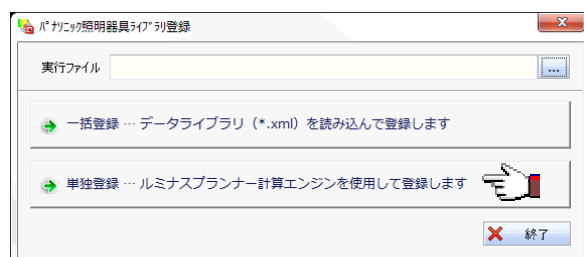 ﾊﾟﾅｿﾆｯｸ照明器具ﾗｲﾌﾞﾗﾘ登録
実行ファイル
...
一括登録 … データライブラリ（*.xml）を読み込んで登録します
単独登録 … ルミナスプランナー計算エンジンを使用して登録します
終了